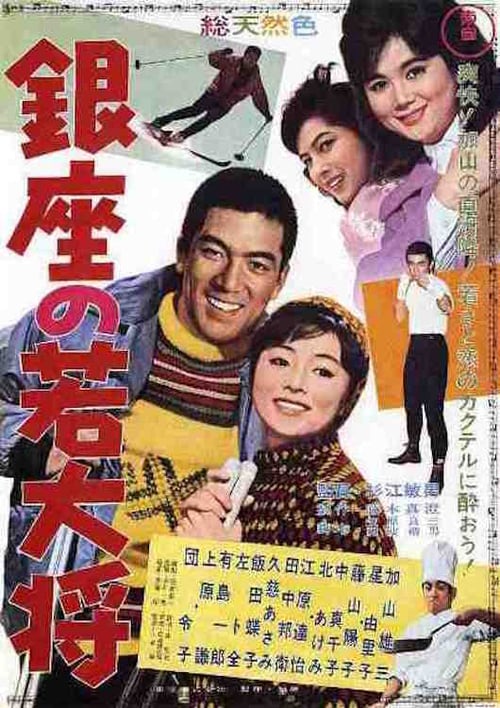 総天然色
銀座の若大将
爽快!加山の
若さと恋のカクテルに酔おう!
監督・杉江敏男
加山雄三
星由里子
藤山陽子
中真千子
北あけみ
江原達怡
田中邦衛
久慈あさみ
飯田蝶子
左卜全
有島一郎
上原謙
団令子